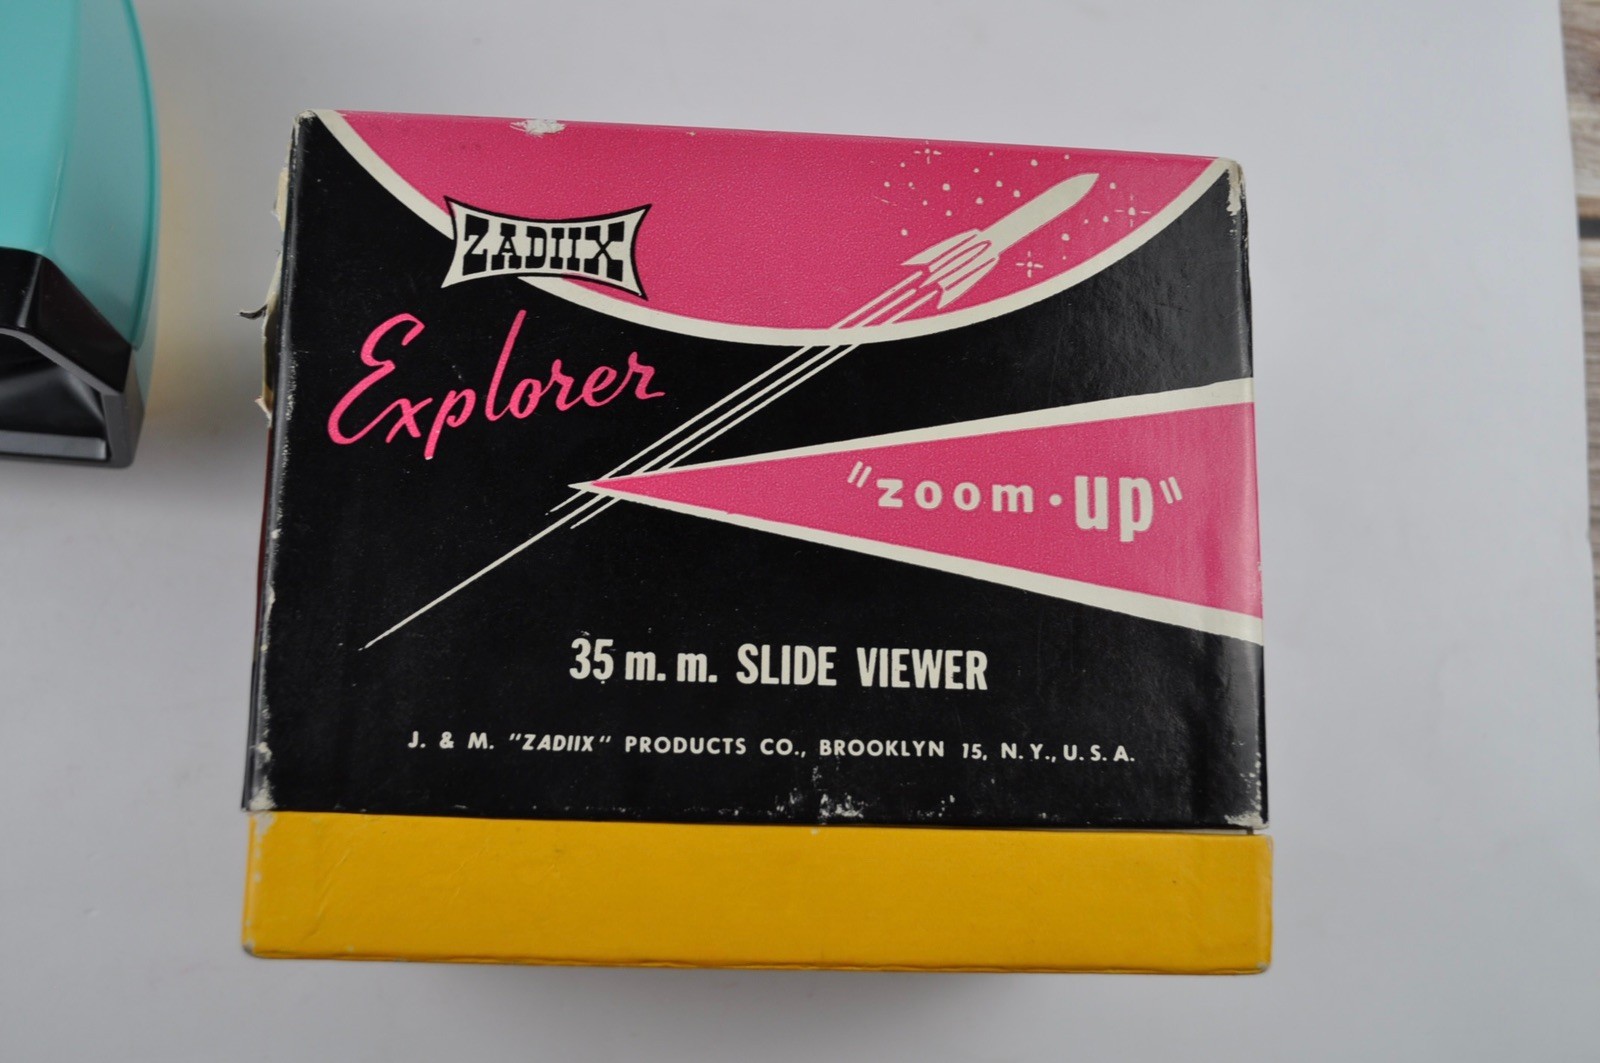 ZADIIX
Explorer
"zoom·up"
35 m.m. SLIDE VIEWER
J. & M. "ZADIIX" PRODUCTS CO., BROOKLYN 15, N.Y., U.S.A.